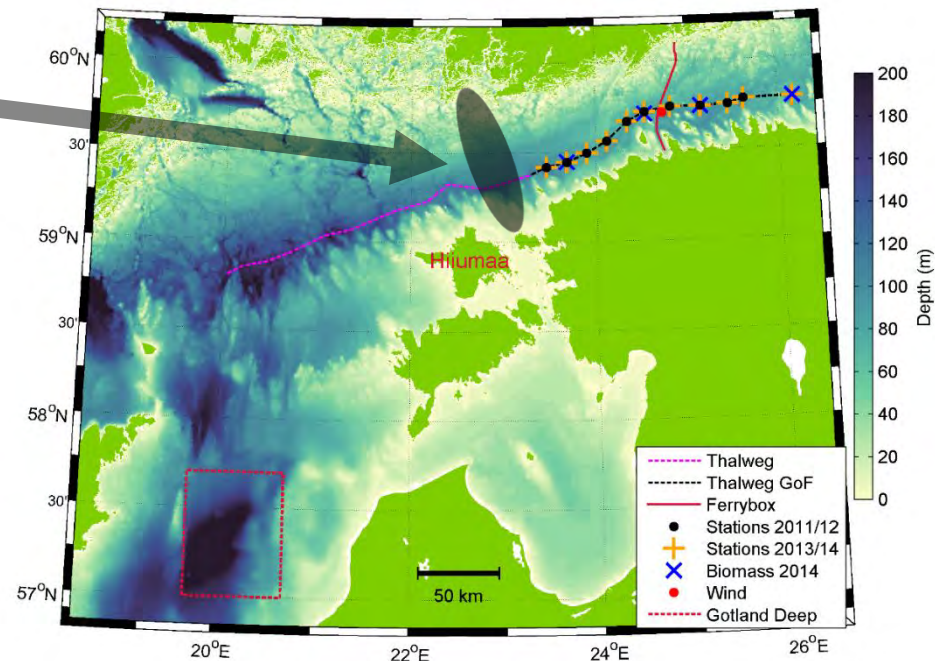 60°N
30'
59°N
30'
58°N
30'
57°N
20°E
22°E
24°E
26°E
Hiiumaa
50 km
Thalweg
Thalweg GoF
Ferrybox
Stations 2011/12
Stations 2013/14
Biomass 2014
Wind
Gotland Deep
200
180
160
140
120
100
80
60
40
20
0
Depth (m)